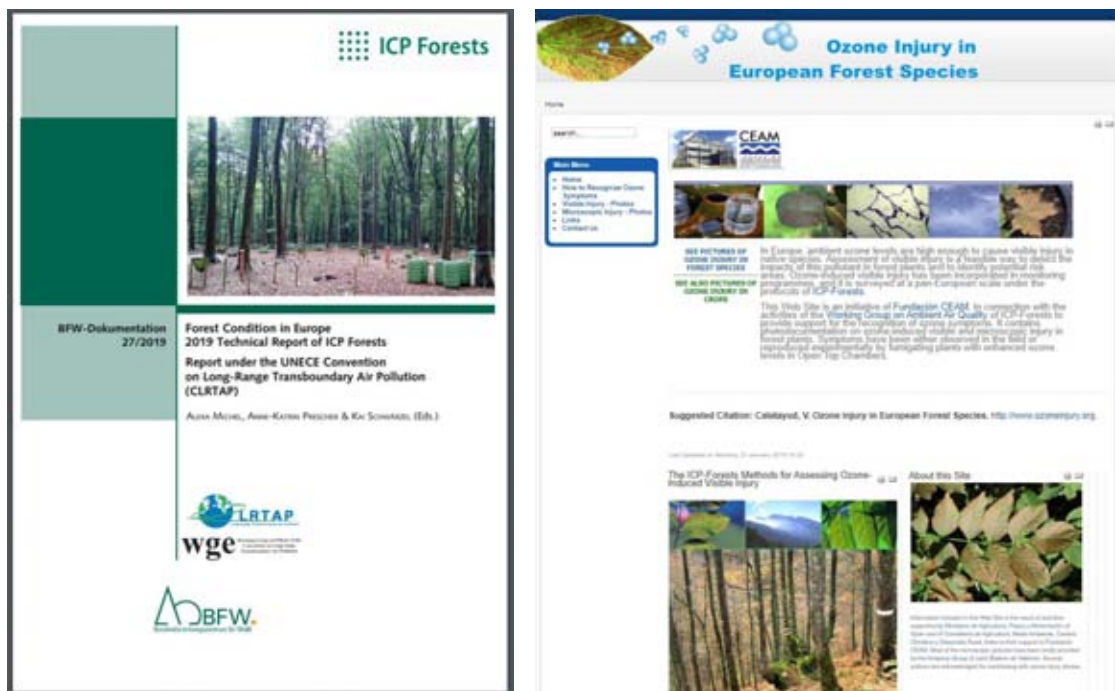 ICP Forests
BFW-Dokumentation
27/2019
Forest Condition in Europe
2019 Technical Report of ICP Forests
Report under the UNECE Convention
on Long-Range Transboundary Air Pollution
(CLRTAP)
Alexa Michel, Anne-Katrin Prescher & Kai Schwärzel (Eds.)
CLRTAP
wge
BFW.
Ozone Injury in
European Forest Species
Home
search...
CEAM
Main Menu
Home
How to Recognize Ozone
Symptoms
Visible Injury - Photos
Microscopic Injury - Photos
Links
Contact Us
SEE PICTURES OF
OZONE INJURY IN
FOREST SPECIES
SEE ALSO PICTURES OF
OZONE INJURY IN
CROPS
In Europe, ambient ozone levels are high enough to cause visible injury in
native species. Assessment of visible injury is a feasible way to detect the
impacts of this pollutant in forest plants and to identify potential risk
areas. Ozone-induced visible injury has been incorporated in monitoring
programmes, and it is surveyed at a pan-European scale under the
protocols of ICP-Forests.
This Web Site is an initiative of Fundación CEAM, in connection with the
activities of the Working Group on Ambient Air Quality of ICP-Forests to
provide support for the recognition of ozone symptoms. It contains
photodocumentation on ozone-induced visible and microscopic injury in
forest plants. Symptoms have been either observed in the field or
reproduced experimentally by fumigating plants with enhanced ozone
levels in Open Top Chambers.
Suggested Citation: Calatayud, V. Ozone Injury in European Forest Species. http://www.ozoneinjury.org.
The ICP-Forests Methods for Assessing Ozone-
Induced Visible Injury
About this Site